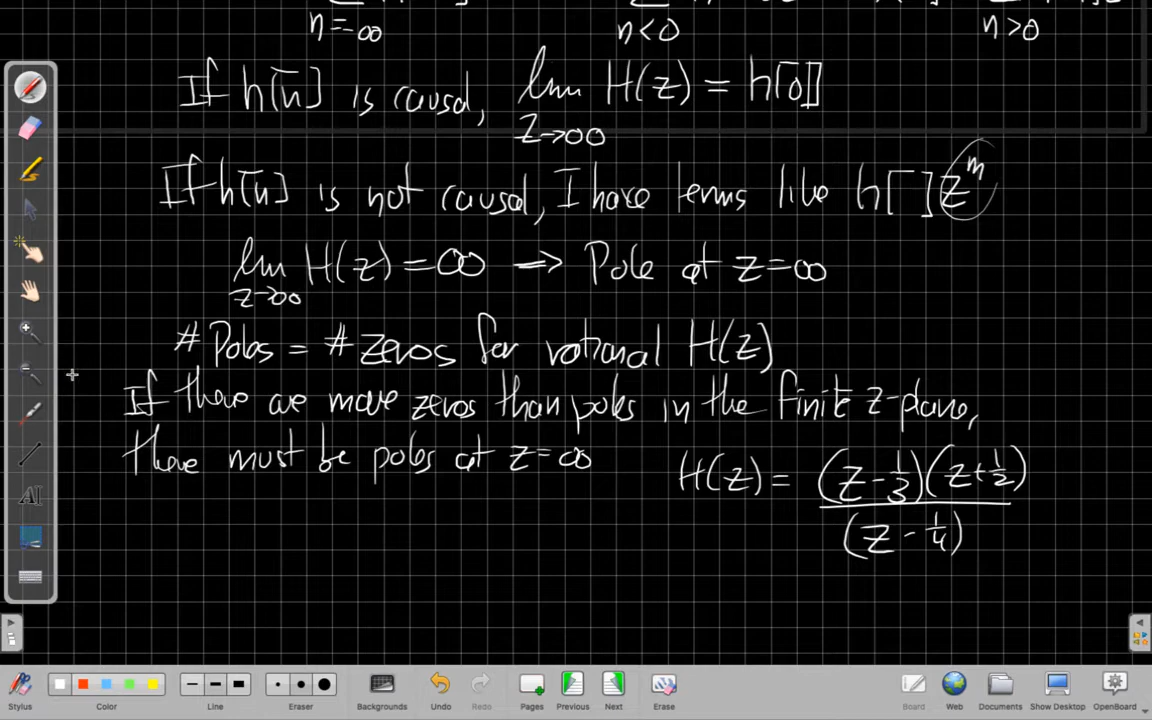 n=-∞ n<0 n>0
If h[n] is causal, lim H(z) = h[0]
z→∞
If h[n] is not causal, I have terms like h[ ] z^m
lim H(z) = ∞ → Pole at z=∞
z→∞
# Poles = # zeros for rational H(z)
If there are more zeros than poles in the finite z-plane,
there must be poles at z=∞ H(z) = (z-1/3)(z+1/2)
(z-1/4)
AI
Stylus Color Line Eraser Backgrounds Undo Redo Pages Previous Next Erase Board Web Documents Show Desktop OpenBoard